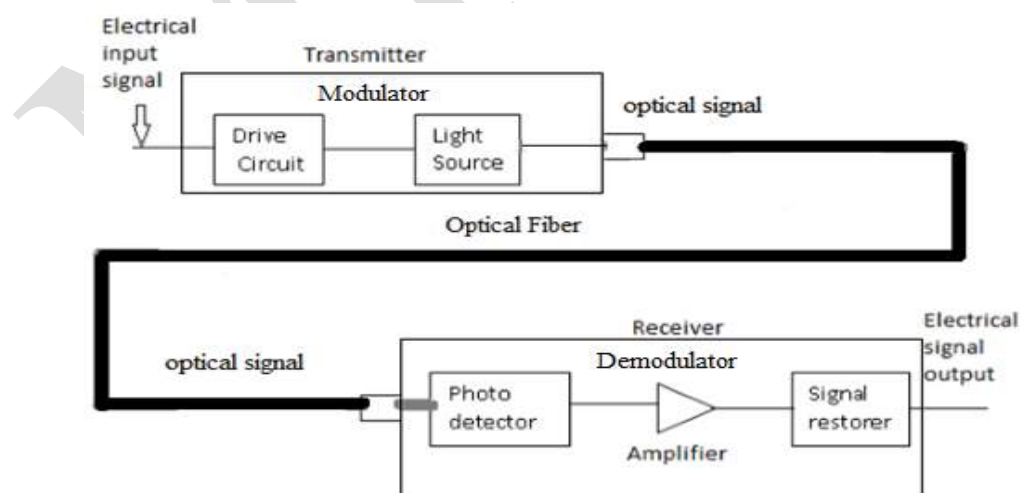 Electrical
input
signal
Transmitter
Modulator
optical signal
Drive
Circuit
Light
Source
Optical Fiber
optical signal
Receiver
Demodulator
Electrical
signal
output
Photo
detector
Amplifier
Signal
restorer